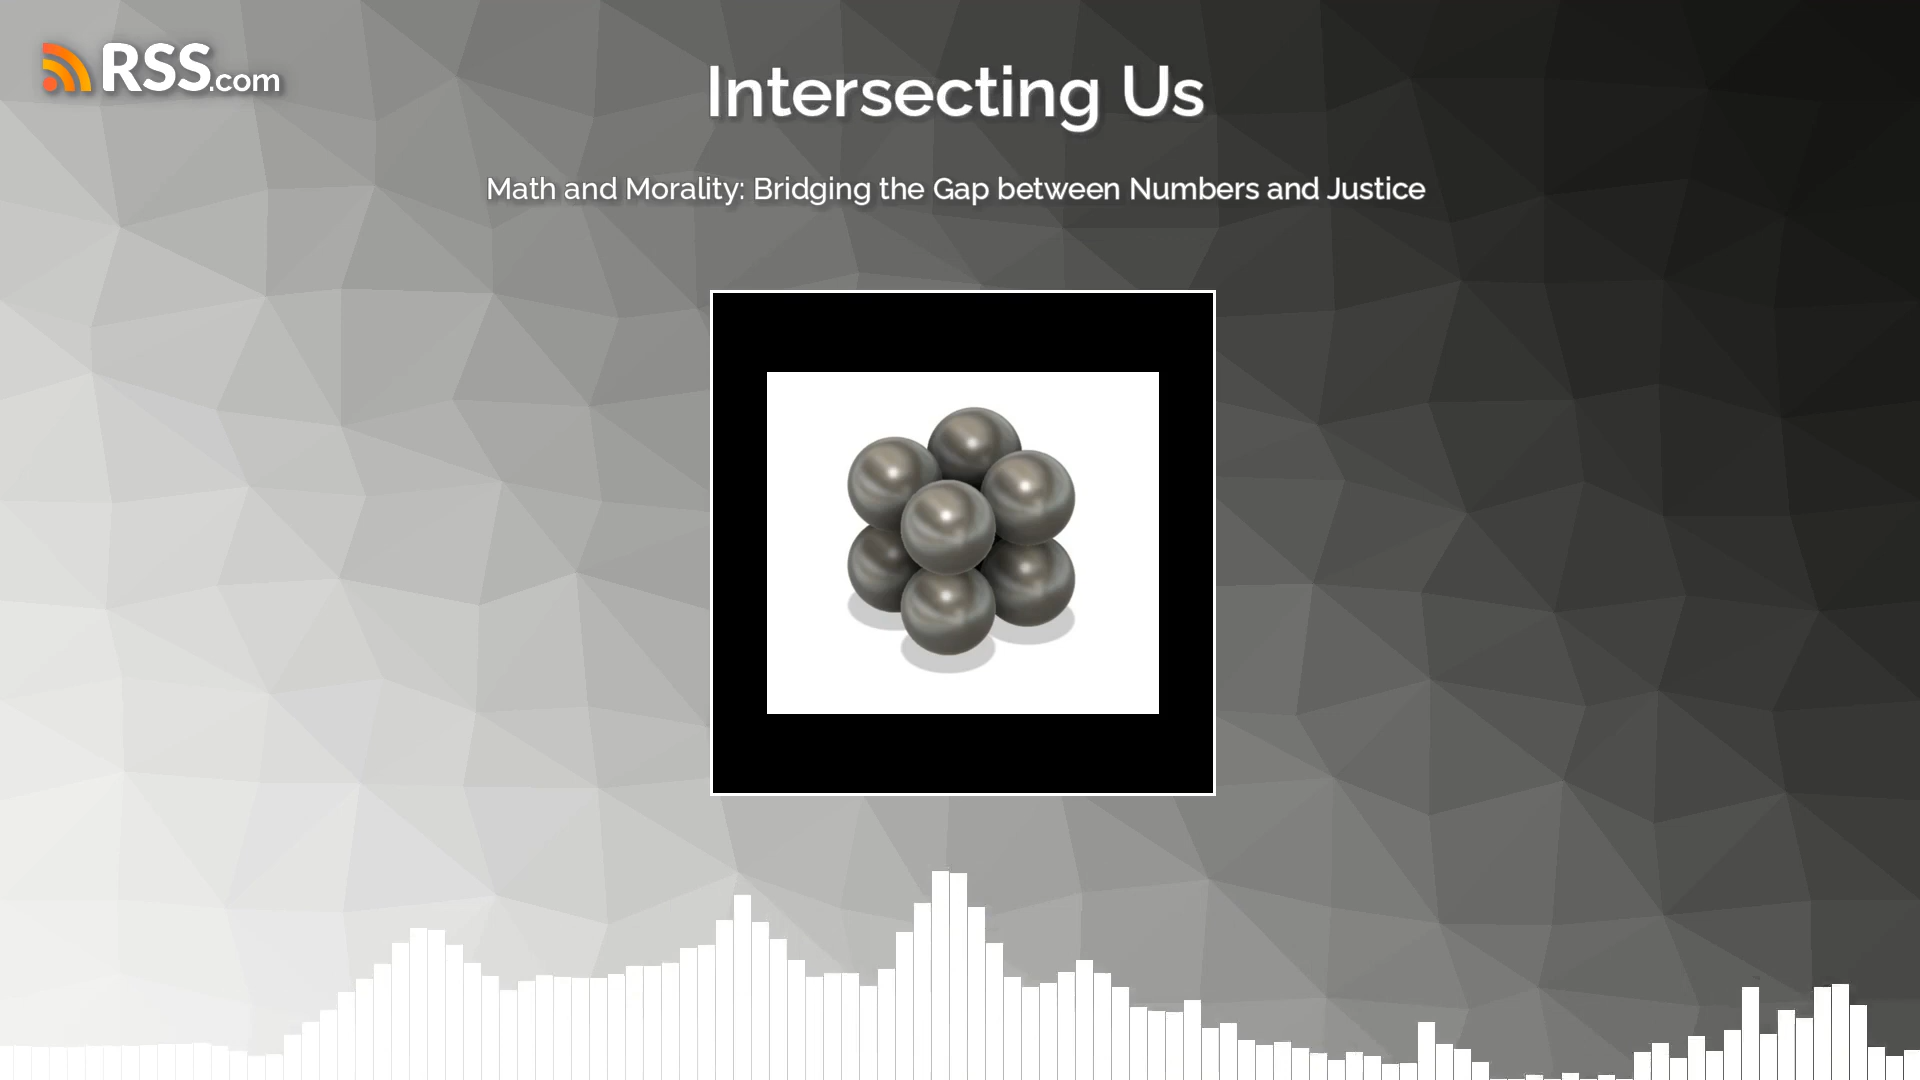 RSS.com
Intersecting Us
Math and Morality: Bridging the Gap between Numbers and Justice